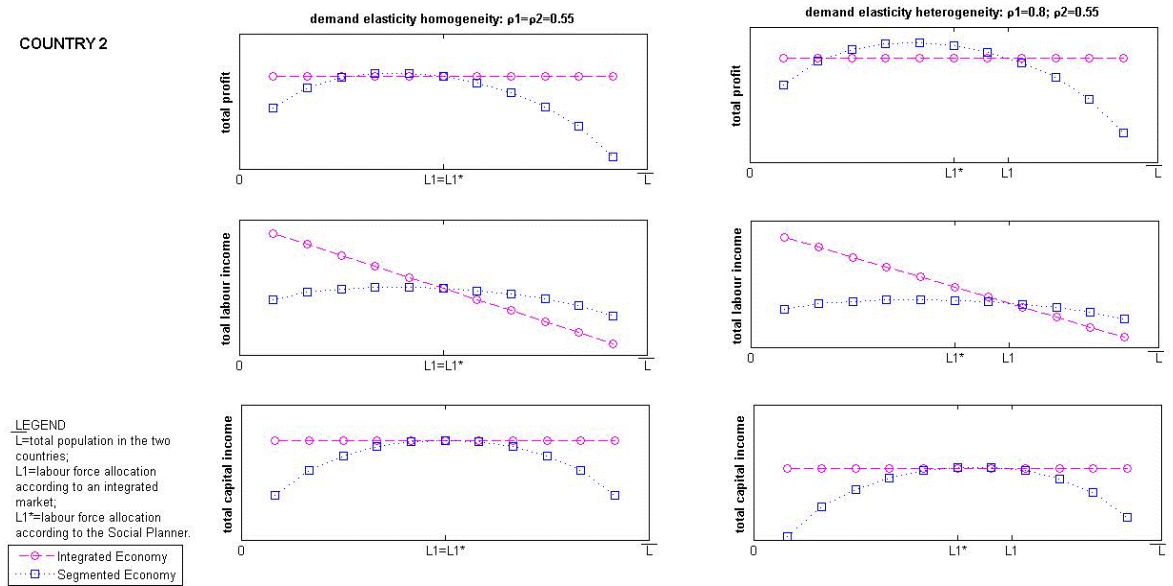 demand elasticity homogeneity: ρ1=ρ2=0.55
demand elasticity heterogeneity: ρ1=0.8; ρ2=0.55
COUNTRY 2
total profit
0
L1=L1*
L
total profit
0
L1*
L1
L
total labour income
0
L1=L1*
L
total labour income
0
L1*
L1
L
total capital income
0
L1=L1*
L
total capital income
0
L1*
L1
L
LEGEND
L=total population in the two
countries;
L1=labour force allocation
according to an integrated
market;
L1*=labour force allocation
according to the Social Planner.
Integrated Economy
Segmented Economy